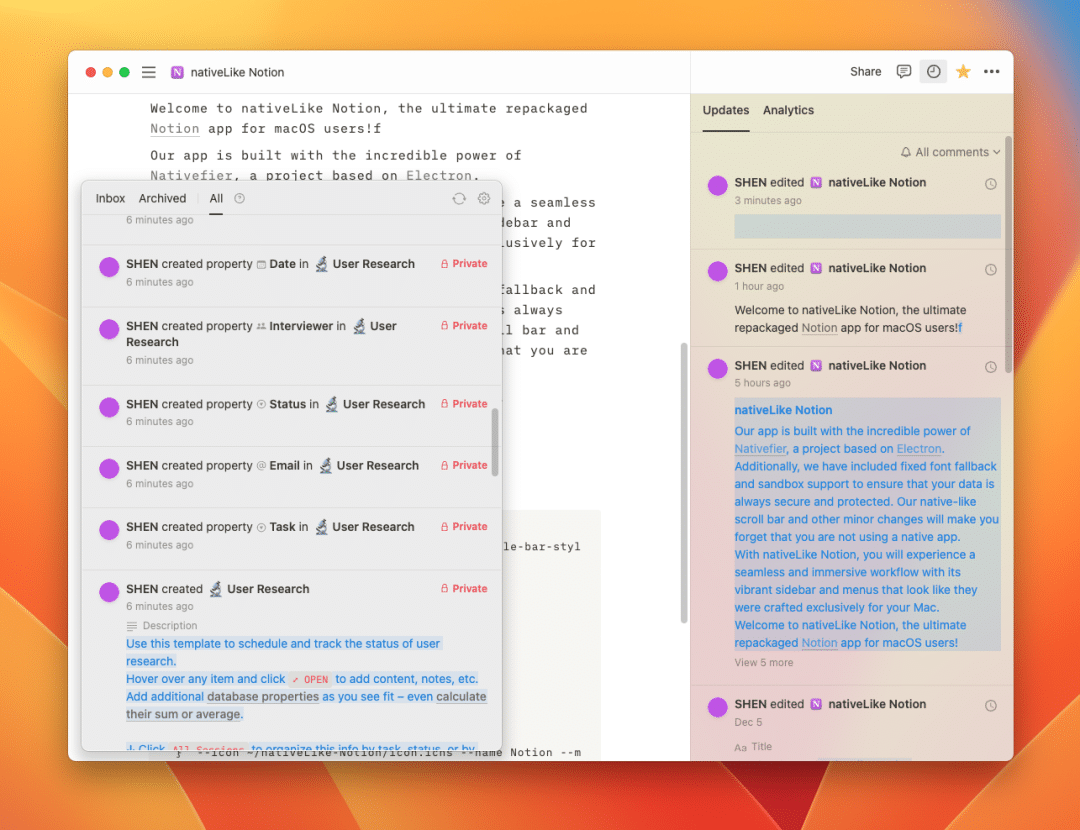 nativeLike Notion
Share
Welcome to nativeLike Notion, the ultimate repackaged
Notion app for macOS users!f
Our app is built with the incredible power of
Nativefier, a project based on Electron.
e a seamless
debar and
lusively for
fallback and
s always
ll bar and
hat you are
le-bar-styl
} --icon ~/nativeLike-Notion/icon.icns --name Notion --m
Inbox Archived All
6 minutes ago
SHEN created property Date in User Research
Private
6 minutes ago
SHEN created property Interviewer in User
Research
Private
6 minutes ago
SHEN created property Status in User Research
Private
6 minutes ago
SHEN created property @ Email in User Research
Private
6 minutes ago
SHEN created property Task in User Research
Private
6 minutes ago
SHEN created User Research
Private
6 minutes ago
Description
Use this template to schedule and track the status of user
research.
Hover over any item and click ↗ OPEN to add content, notes, etc.
Add additional database properties as you see fit – even calculate
their sum or average.
↓ Click All Sessions to organize this info by task, status, or by
Updates Analytics
All comments
SHEN edited nativeLike Notion
3 minutes ago
SHEN edited nativeLike Notion
1 hour ago
Welcome to nativeLike Notion, the ultimate
repackaged Notion app for macOS users!f
SHEN edited nativeLike Notion
5 hours ago
nativeLike Notion
Our app is built with the incredible power of
Nativefier, a project based on Electron.
Additionally, we have included fixed font fallback
and sandbox support to ensure that your data is
always secure and protected. Our native-like
scroll bar and other minor changes will make you
forget that you are not using a native app.
With nativeLike Notion, you will experience a
seamless and immersive workflow with its
vibrant sidebar and menus that look like they
were crafted exclusively for your Mac.
Welcome to nativeLike Notion, the ultimate
repackaged Notion app for macOS users!
View 5 more
SHEN edited nativeLike Notion
Dec 5
Aa Title